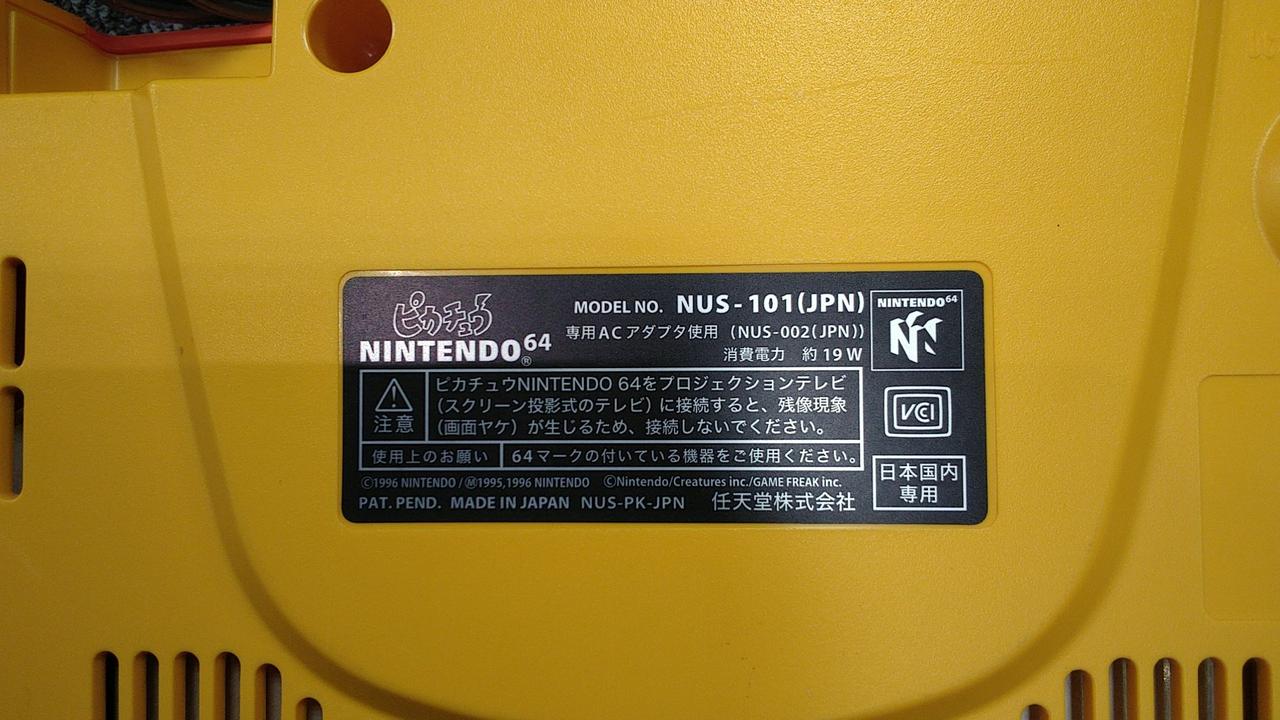 ピカチュウ
NINTENDO64®
MODEL NO. NUS-101(JPN)
専用ACアダプタ使用 (NUS-002(JPN))
消費電力 約19W
NINTENDO64
注意
ピカチュウNINTENDO 64をプロジェクションテレビ
(スクリーン投影式のテレビ)に接続すると、残像現象
(画面ヤケ)が生じるため、接続しないでください。
使用上のお願い 64マークの付いている機器をご使用ください。
VCI
日本国内
専用
©1996 NINTENDO/Ⓜ1995,1996 NINTENDO ©Nintendo/Creatures inc./GAME FREAK inc.
PAT. PEND. MADE IN JAPAN NUS-PK-JPN 任天堂株式会社